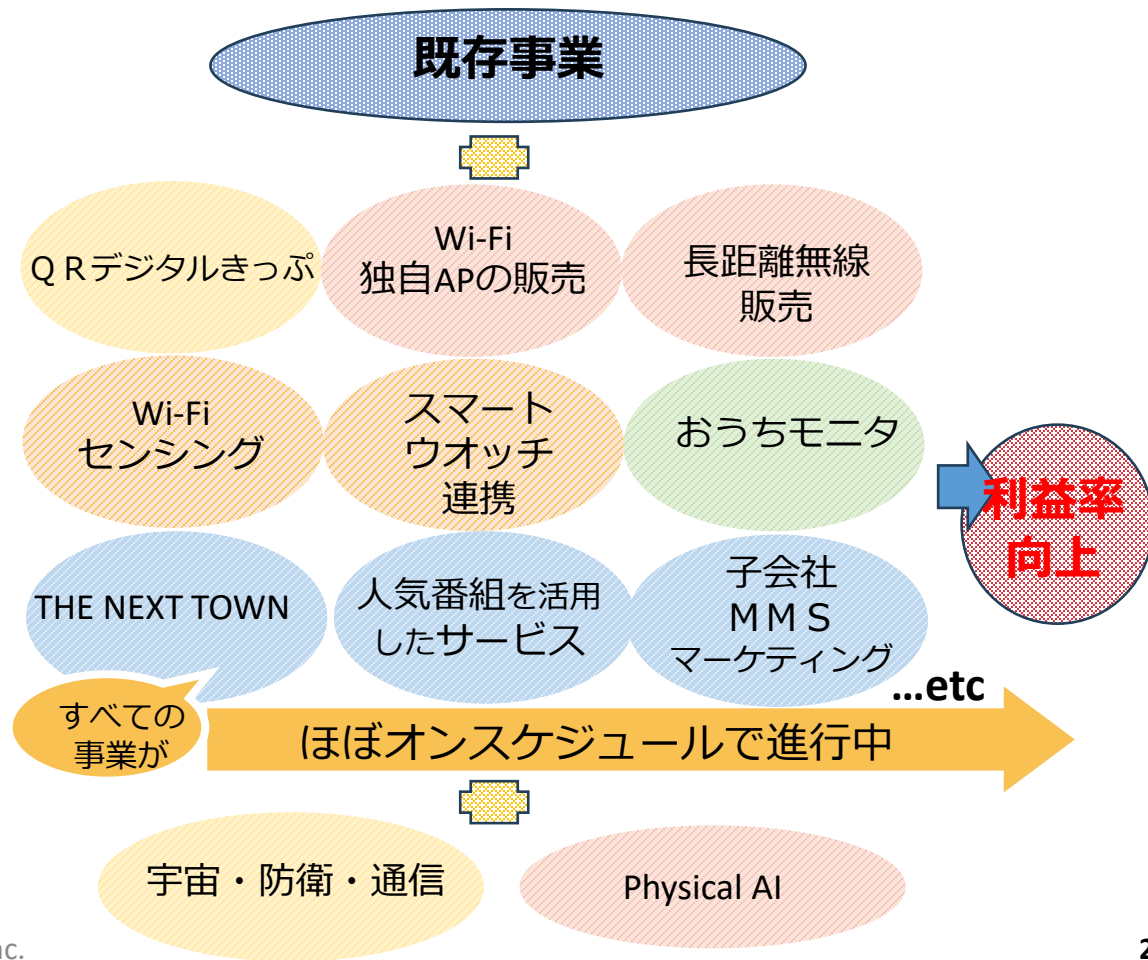 既存事業
ＱＲデジタルきっぷ
Wi-Fi
独自APの販売
長距離無線
販売
Wi-Fi
センシング
スマート
ウオッチ
連携
おうちモニタ
利益率
向上
THE NEXT TOWN
人気番組を活用
したサービス
子会社
ＭＭＳ
マーケティング
…etc
すべての
事業が
ほぼオンスケジュールで進行中
宇宙・防衛・通信
Physical AI
nc.
2